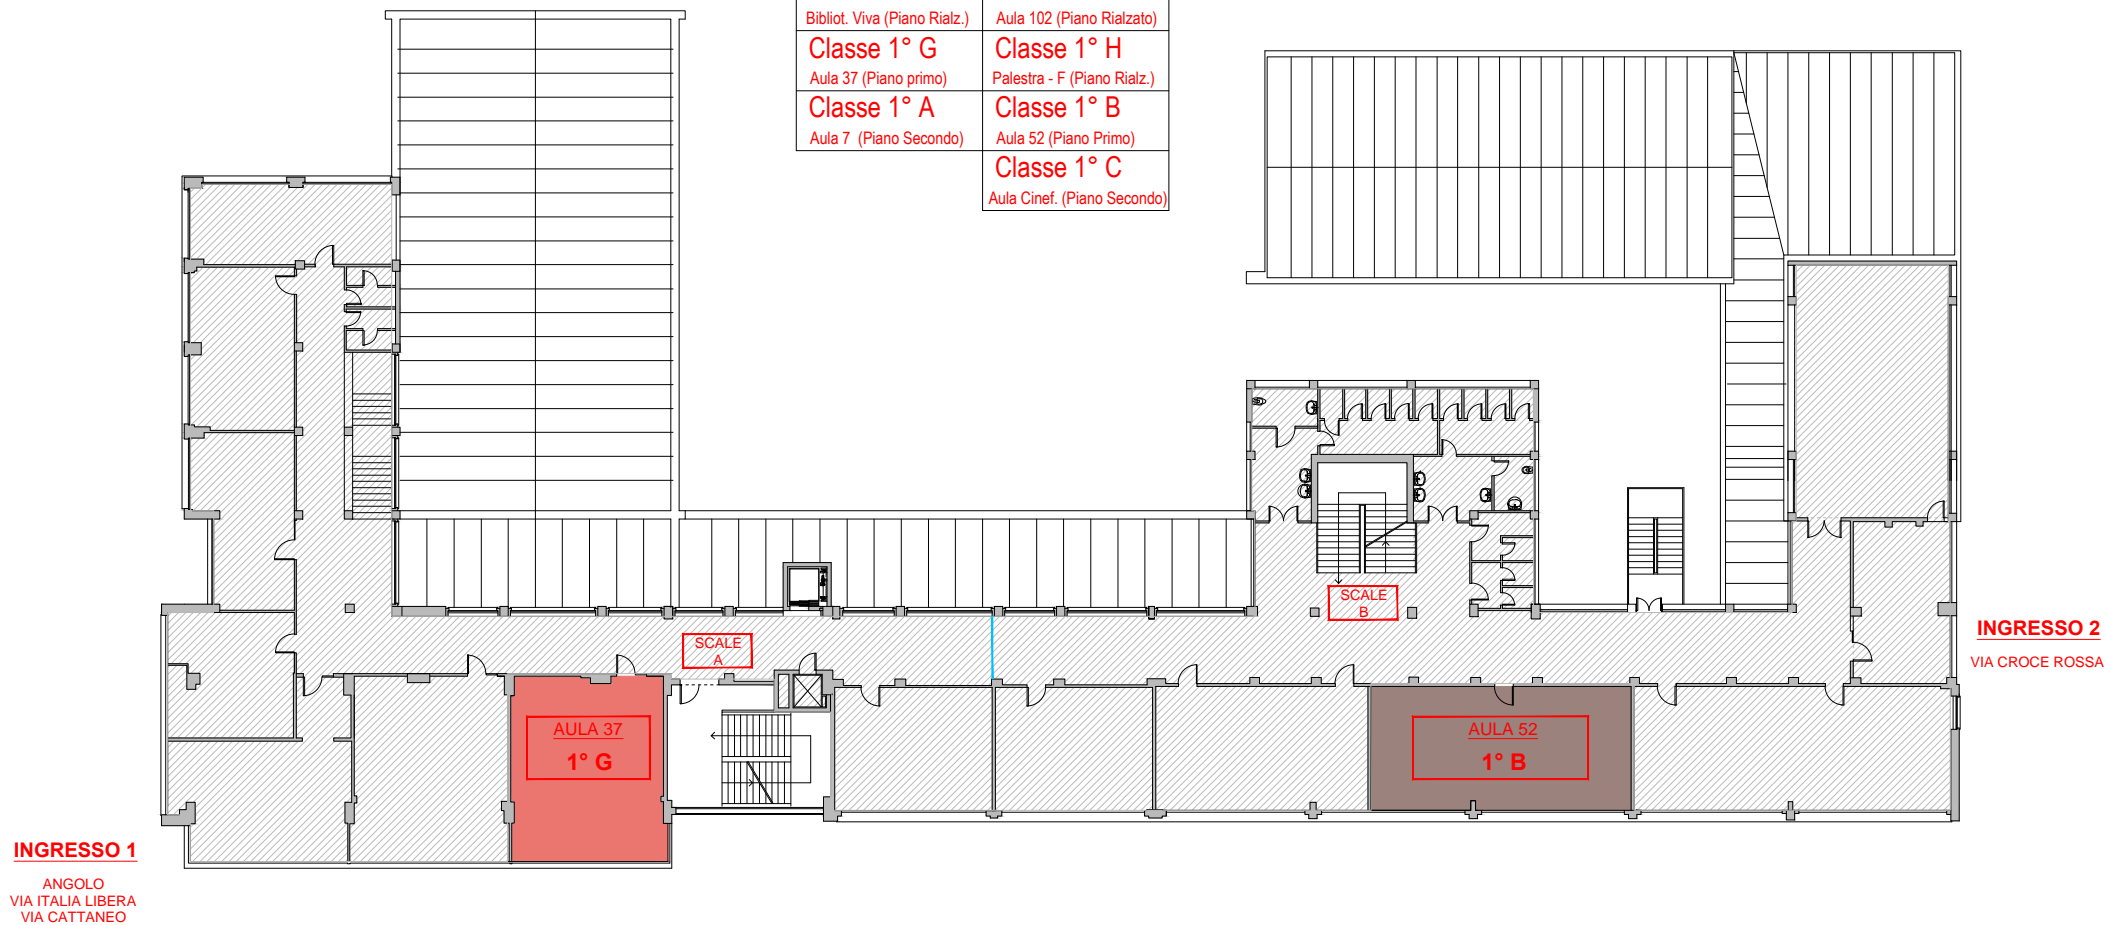 Bibliot. Viva (Piano Rialz.)
Aula 102 (Piano Rialzato)
Classe 1° G
Classe 1° H
Aula 37 (Piano primo)
Palestra - F (Piano Rialz.)
Classe 1° A
Classe 1° B
Aula 7 (Piano Secondo)
Aula 52 (Piano Primo)
Classe 1° C
Aula Cinef. (Piano Secondo)
SCALE
B
SCALE
A
INGRESSO 2
VIA CROCE ROSSA
AULA 37
1° G
AULA 52
1° B
INGRESSO 1
ANGOLO
VIA ITALIA LIBERA
VIA CATTANEO